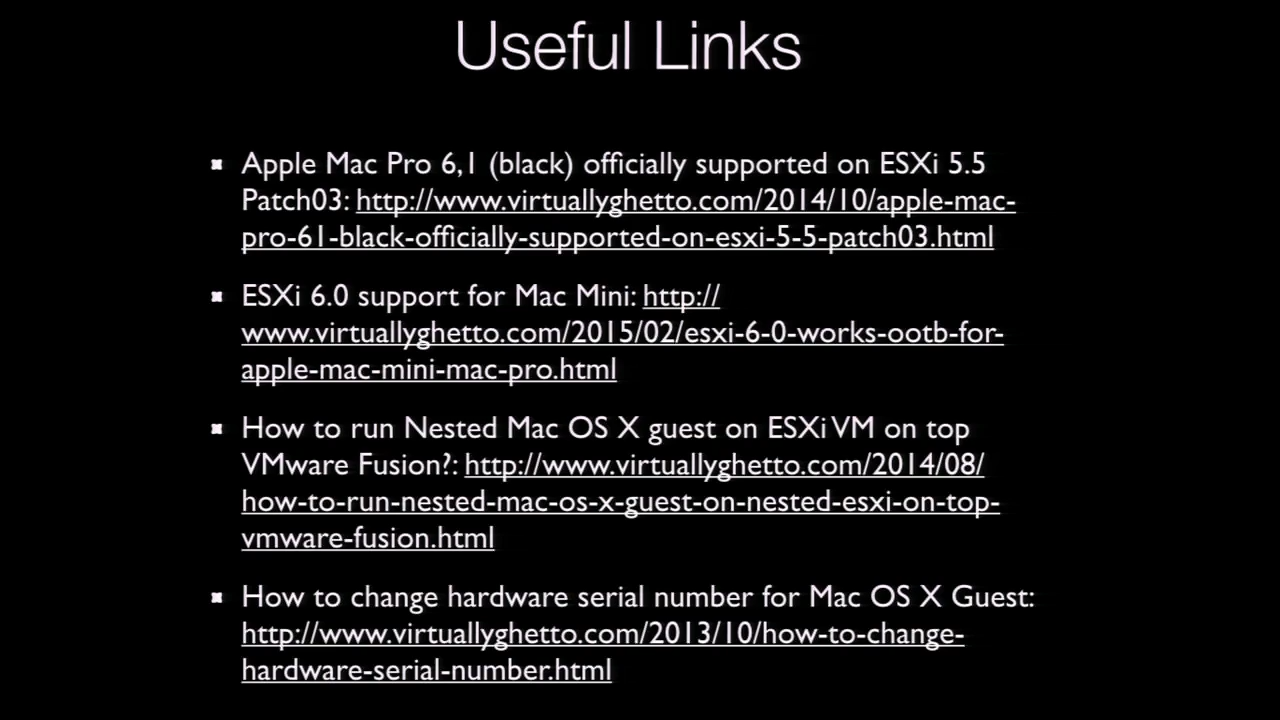 Useful Links
Apple Mac Pro 6,1 (black) officially supported on ESXi 5.5
Patch03: http://www.virtuallyghetto.com/2014/10/apple-mac-
pro-61-black-officially-supported-on-esxi-5-5-patch03.html
ESXi 6.0 support for Mac Mini: http://
www.virtuallyghetto.com/2015/02/esxi-6-0-works-ootb-for-
apple-mac-mini-mac-pro.html
How to run Nested Mac OS X guest on ESXi VM on top
VMware Fusion?: http://www.virtuallyghetto.com/2014/08/
how-to-run-nested-mac-os-x-guest-on-nested-esxi-on-top-
vmware-fusion.html
How to change hardware serial number for Mac OS X Guest:
http://www.virtuallyghetto.com/2013/10/how-to-change-
hardware-serial-number.html